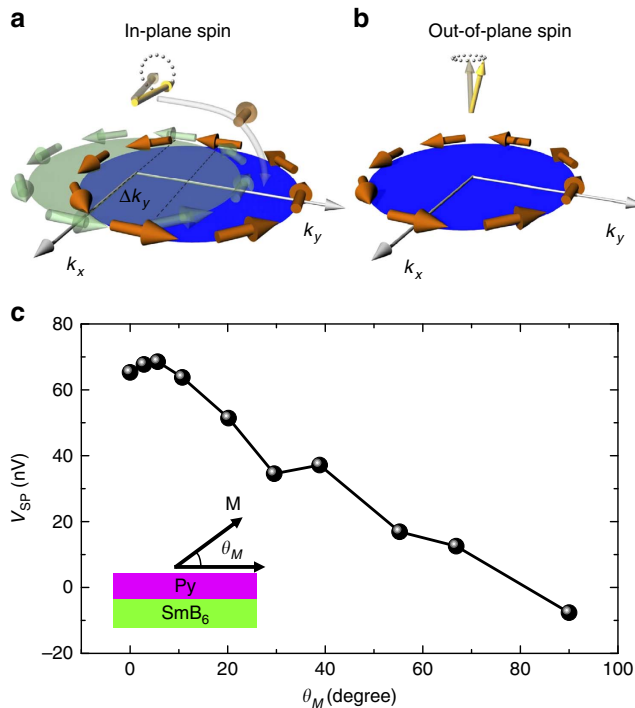 a
In-plane spin
Δk_y
k_x
k_y
b
Out-of-plane spin
k_x
k_y
c
80
60
40
20
0
−20
V_SP (nV)
M
θ_M
Py
SmB₆
0
20
40
60
80
100
θ_M (degree)